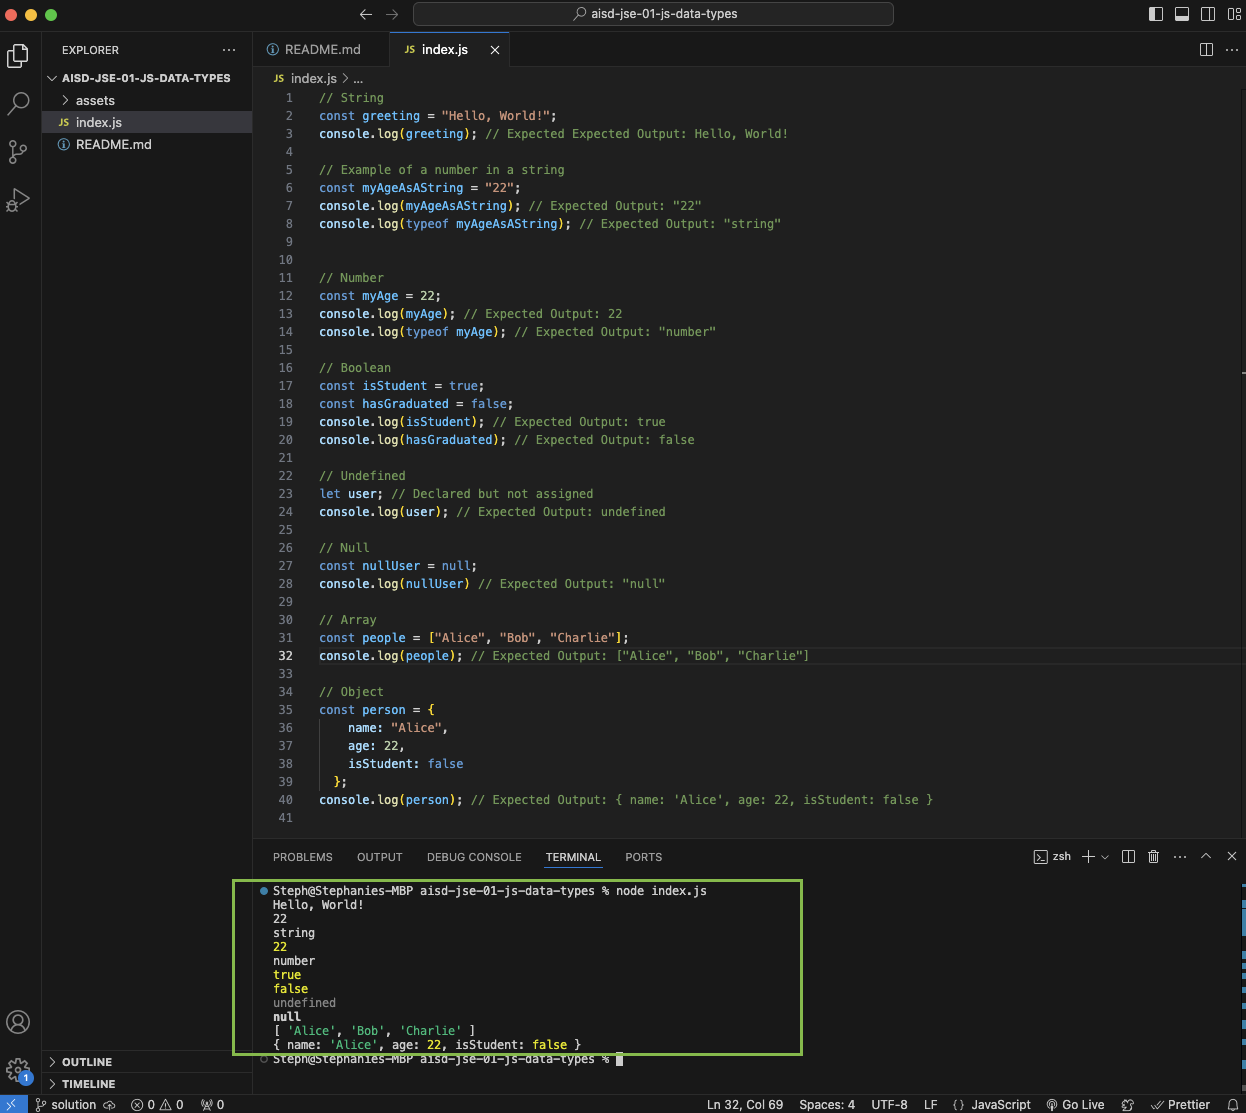 aisd-jse-01-js-data-types
EXPLORER
AISD-JSE-01-JS-DATA-TYPES
assets
JS index.js
README.md
OUTLINE
TIMELINE
README.md
JS index.js
JS index.js > ...
1 // String
2 const greeting = "Hello, World!";
3 console.log(greeting); // Expected Expected Output: Hello, World!
4
5 // Example of a number in a string
6 const myAgeAsAString = "22";
7 console.log(myAgeAsAString); // Expected Output: "22"
8 console.log(typeof myAgeAsAString); // Expected Output: "string"
9
10
11 // Number
12 const myAge = 22;
13 console.log(myAge); // Expected Output: 22
14 console.log(typeof myAge); // Expected Output: "number"
15
16 // Boolean
17 const isStudent = true;
18 const hasGraduated = false;
19 console.log(isStudent); // Expected Output: true
20 console.log(hasGraduated); // Expected Output: false
21
22 // Undefined
23 let user; // Declared but not assigned
24 console.log(user); // Expected Output: undefined
25
26 // Null
27 const nullUser = null;
28 console.log(nullUser) // Expected Output: "null"
29
30 // Array
31 const people = ["Alice", "Bob", "Charlie"];
32 console.log(people); // Expected Output: ["Alice", "Bob", "Charlie"]
33
34 // Object
35 const person = {
36 name: "Alice",
37 age: 22,
38 isStudent: false
39 };
40 console.log(person); // Expected Output: { name: 'Alice', age: 22, isStudent: false }
41
PROBLEMS OUTPUT DEBUG CONSOLE TERMINAL PORTS zsh
Steph@Stephanies-MBP aisd-jse-01-js-data-types % node index.js
Hello, World!
22
string
22
number
true
false
undefined
null
[ 'Alice', 'Bob', 'Charlie' ]
{ name: 'Alice', age: 22, isStudent: false }
Steph@Stephanies-MBP aisd-jse-01-js-data-types %
1
solution 0 0 0 Ln 32, Col 69 Spaces: 4 UTF-8 LF {} JavaScript Go Live Prettier